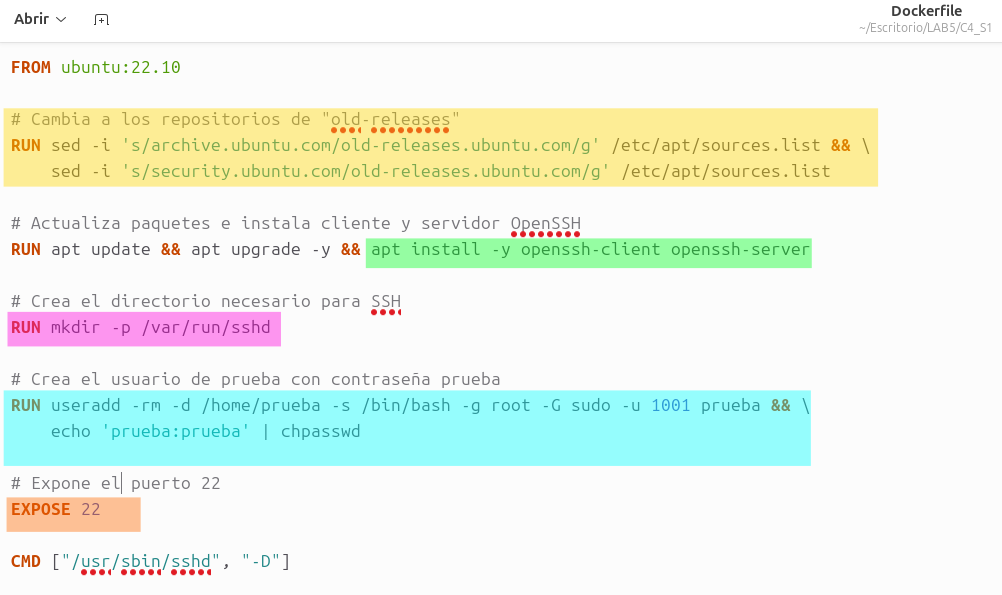 Abrir
Dockerfile
~/Escritorio/LAB5/C4_S1
FROM ubuntu:22.10
# Cambia a los repositorios de "old-releases"
RUN sed -i 's/archive.ubuntu.com/old-releases.ubuntu.com/g' /etc/apt/sources.list && \
    sed -i 's/security.ubuntu.com/old-releases.ubuntu.com/g' /etc/apt/sources.list
# Actualiza paquetes e instala cliente y servidor OpenSSH
RUN apt update && apt upgrade -y && apt install -y openssh-client openssh-server
# Crea el directorio necesario para SSH
RUN mkdir -p /var/run/sshd
# Crea el usuario de prueba con contraseña prueba
RUN useradd -rm -d /home/prueba -s /bin/bash -g root -G sudo -u 1001 prueba && \
    echo 'prueba:prueba' | chpasswd
# Expone el puerto 22
EXPOSE 22
CMD ["/usr/sbin/sshd", "-D"]